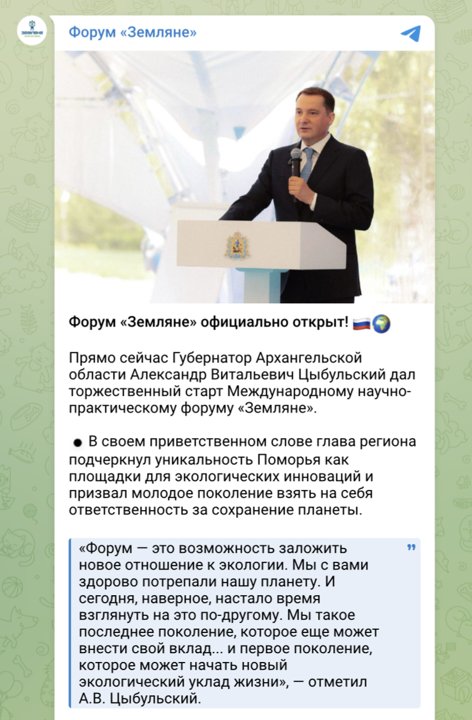 Форум «Земляне»
Форум «Земляне» официально открыт!
Прямо сейчас Губернатор Архангельской
области Александр Витальевич Цыбульский дал
торжественный старт Международному научно-
практическому форуму «Земляне».
● В своем приветственном слове глава региона
подчеркнул уникальность Поморья как
площадки для экологических инноваций и
призвал молодое поколение взять на себя
ответственность за сохранение планеты.
«Форум — это возможность заложить
новое отношение к экологии. Мы с вами
здорово потрепали нашу планету. И
сегодня, наверное, настало время
взглянуть на это по-другому. Мы такое
последнее поколение, которое еще может
внести свой вклад... и первое поколение,
которое может начать новый
экологический уклад жизни», — отметил
А.В. Цыбульский.